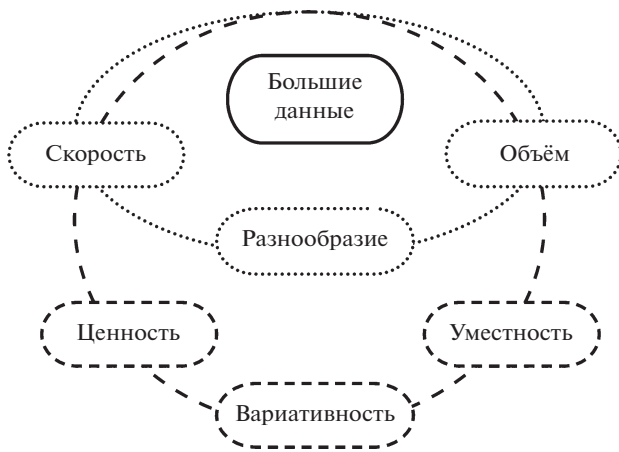 Большие
данные
Скорость
Объём
Разнообразие
Ценность
Уместность
Вариативность